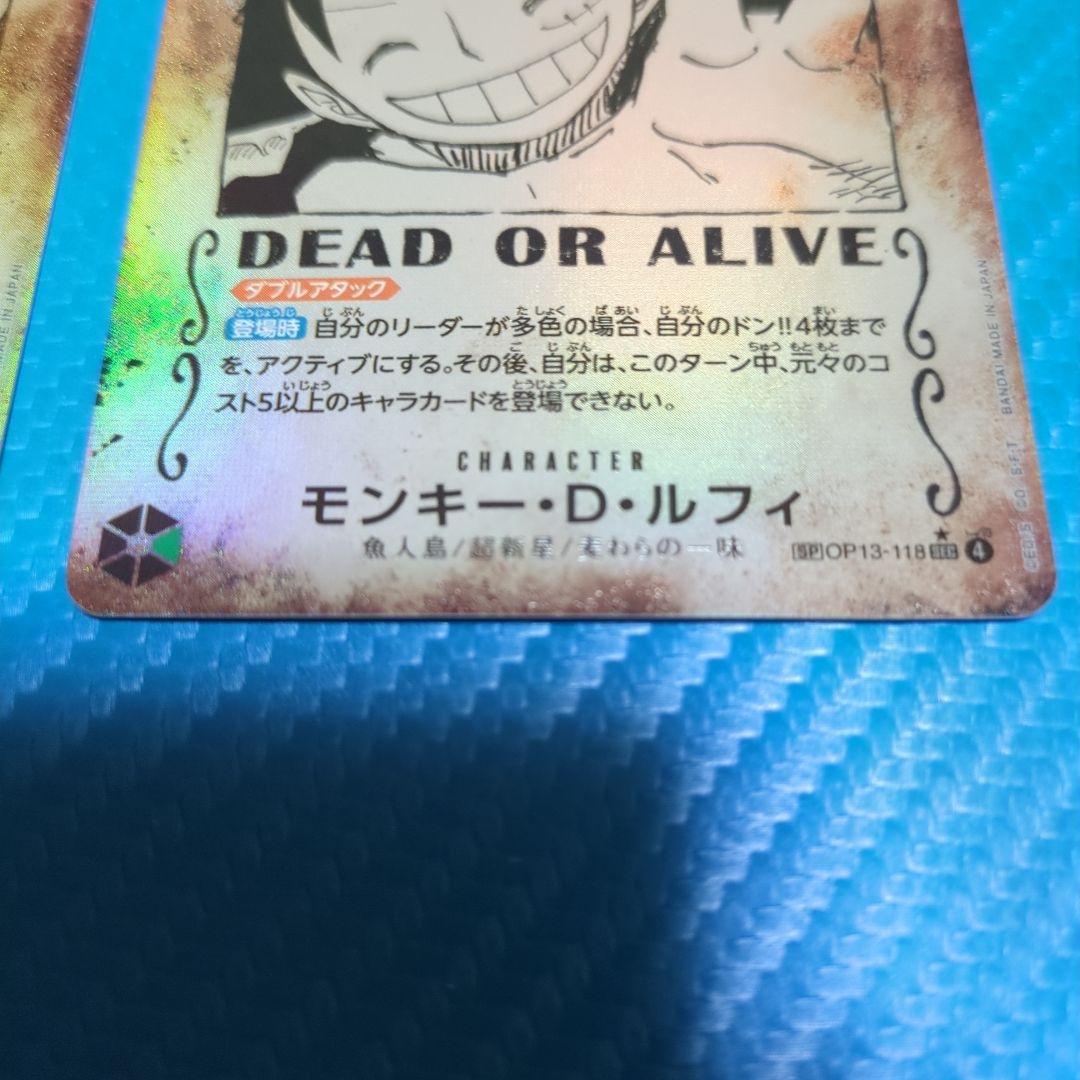 DEAD OR ALIVE
ダブルアタック
登場時 自分のリーダーが多色の場合、自分のドン!!4枚まで
を、アクティブにする。その後、自分は、このターン中、元々のコ
スト5以上のキャラカードを登場できない。
CHARACTER
モンキー・D・ルフィ
魚人島/超新星/麦わらの一味
SP OP13-118 SEC 4
BANDAI MADE IN JAPAN
MADE IN JAPAN